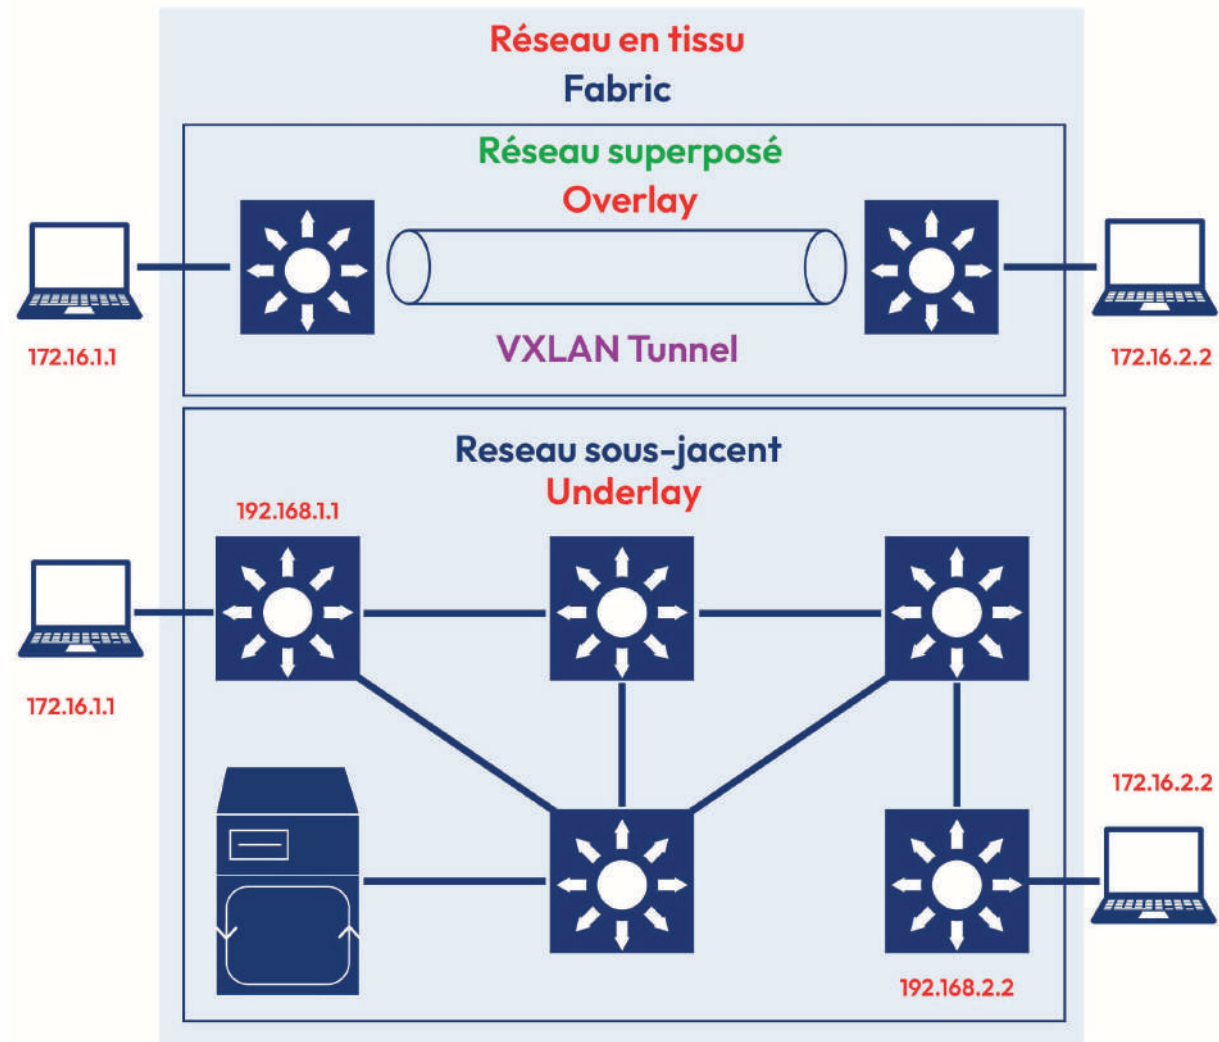 Réseau en tissu
Fabric
Réseau superposé
Overlay
VXLAN Tunnel
172.16.1.1
172.16.2.2
Reseau sous-jacent
Underlay
192.168.1.1
172.16.1.1
172.16.2.2
192.168.2.2